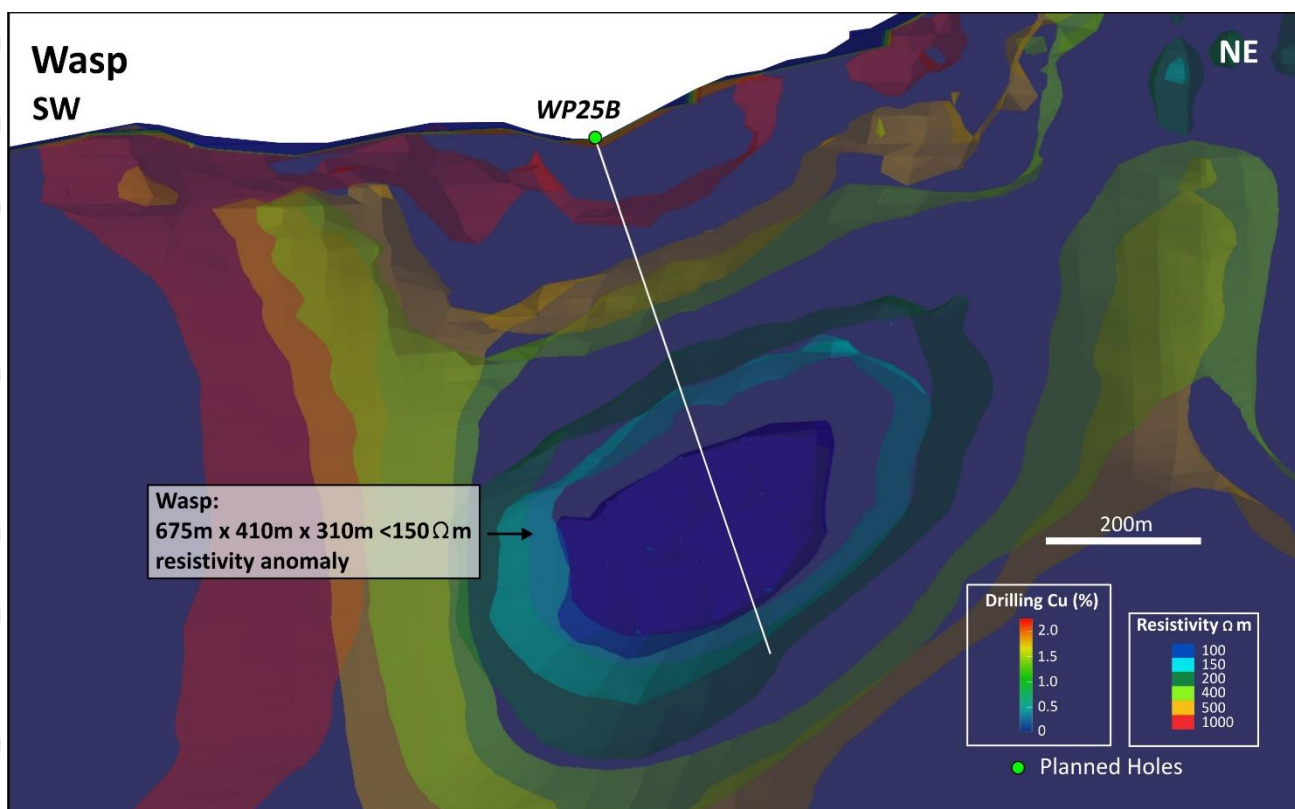 Wasp
SW
NE
WP25B
Wasp:
675m x 410m x 310m <150Ωm
resistivity anomaly
200m
Drilling Cu (%)
2.0
1.5
1.0
0.5
0
Resistivity Ωm
100
150
200
400
500
1000
Planned Holes